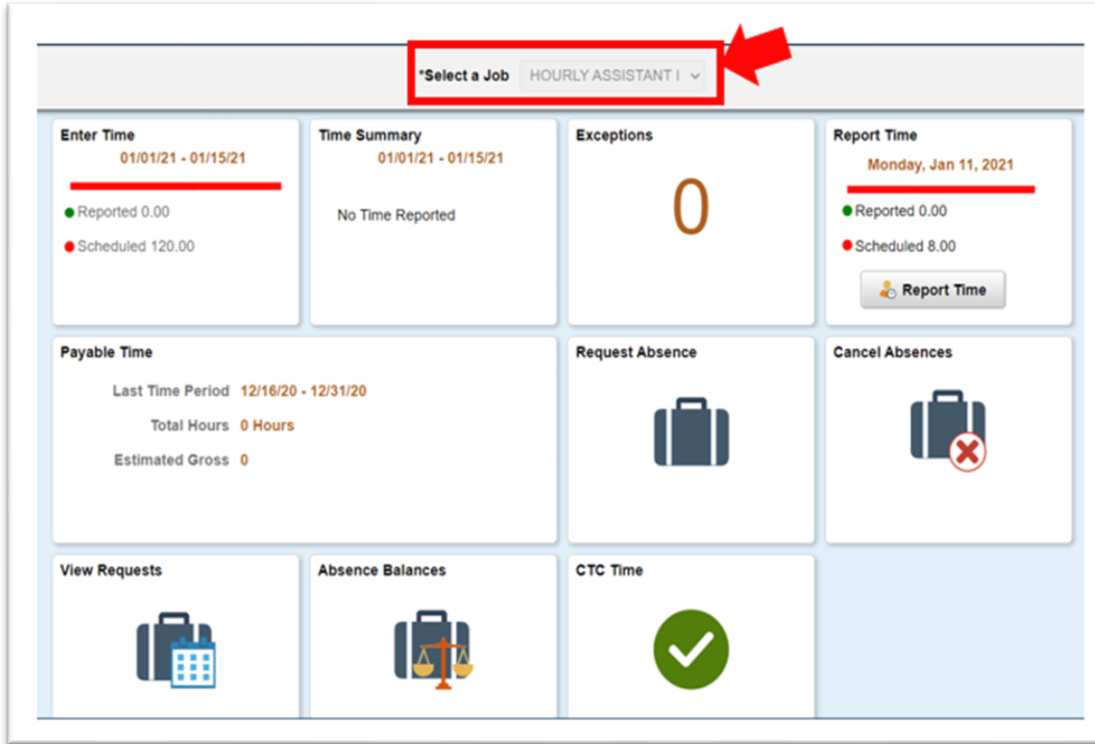 *Select a Job HOURLY ASSISTANT I
Enter Time
01/01/21 - 01/15/21
Reported 0.00
Scheduled 120.00
Time Summary
01/01/21 - 01/15/21
No Time Reported
Exceptions
0
Report Time
Monday, Jan 11, 2021
Reported 0.00
Scheduled 8.00
Report Time
Payable Time
Last Time Period 12/16/20 - 12/31/20
Total Hours 0 Hours
Estimated Gross 0
Request Absence
Cancel Absences
View Requests
Absence Balances
CTC Time